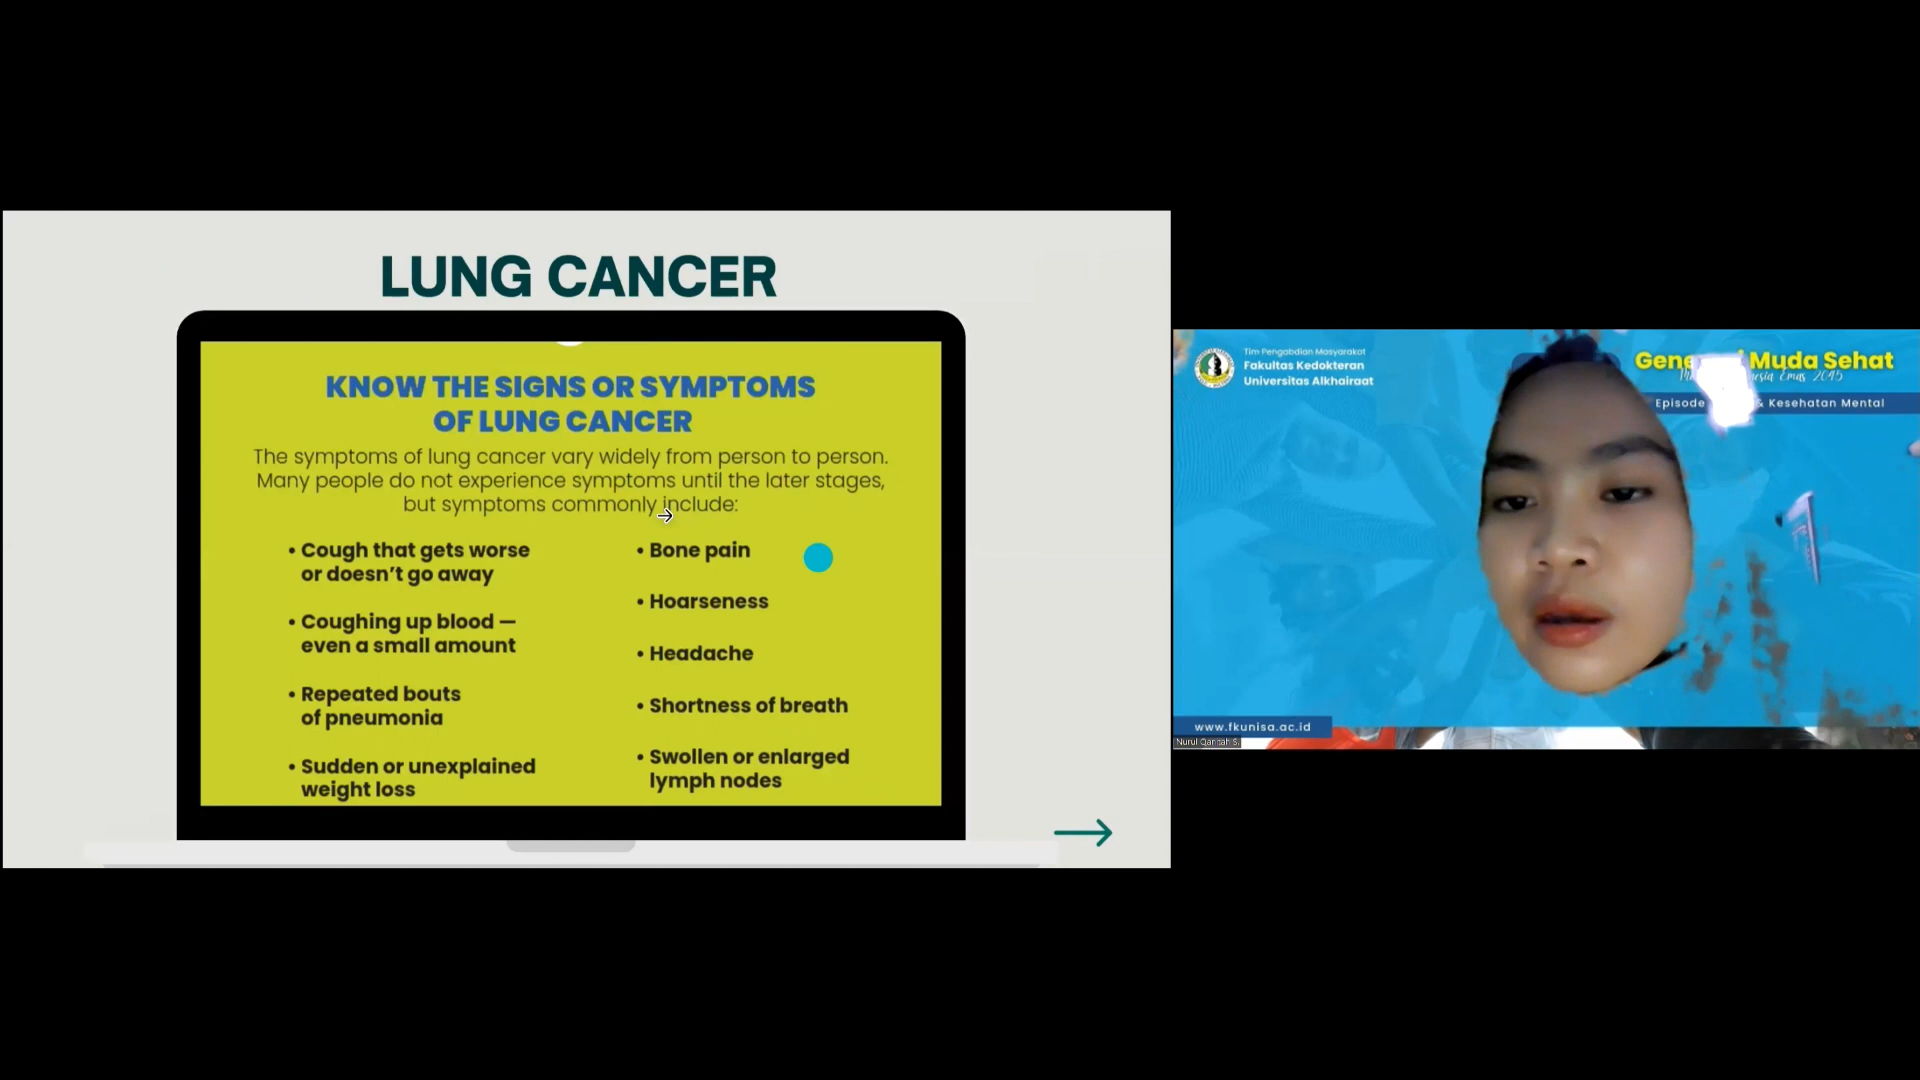 LUNG CANCER
KNOW THE SIGNS OR SYMPTOMS
OF LUNG CANCER
The symptoms of lung cancer vary widely from person to person.
Many people do not experience symptoms until the later stages,
but symptoms commonly include:
• Cough that gets worse
or doesn't go away
• Coughing up blood —
even a small amount
• Repeated bouts
of pneumonia
• Sudden or unexplained
weight loss
• Bone pain
• Hoarseness
• Headache
• Shortness of breath
• Swollen or enlarged
lymph nodes
Tim Pengabdian Masyarakat
Fakultas Kedokteran
Universitas Alkhairaat
Muda Sehat
Emas 2045
Episode & Kesehatan Mental
www.fkunisa.ac.id
Nurul Qanitah S.